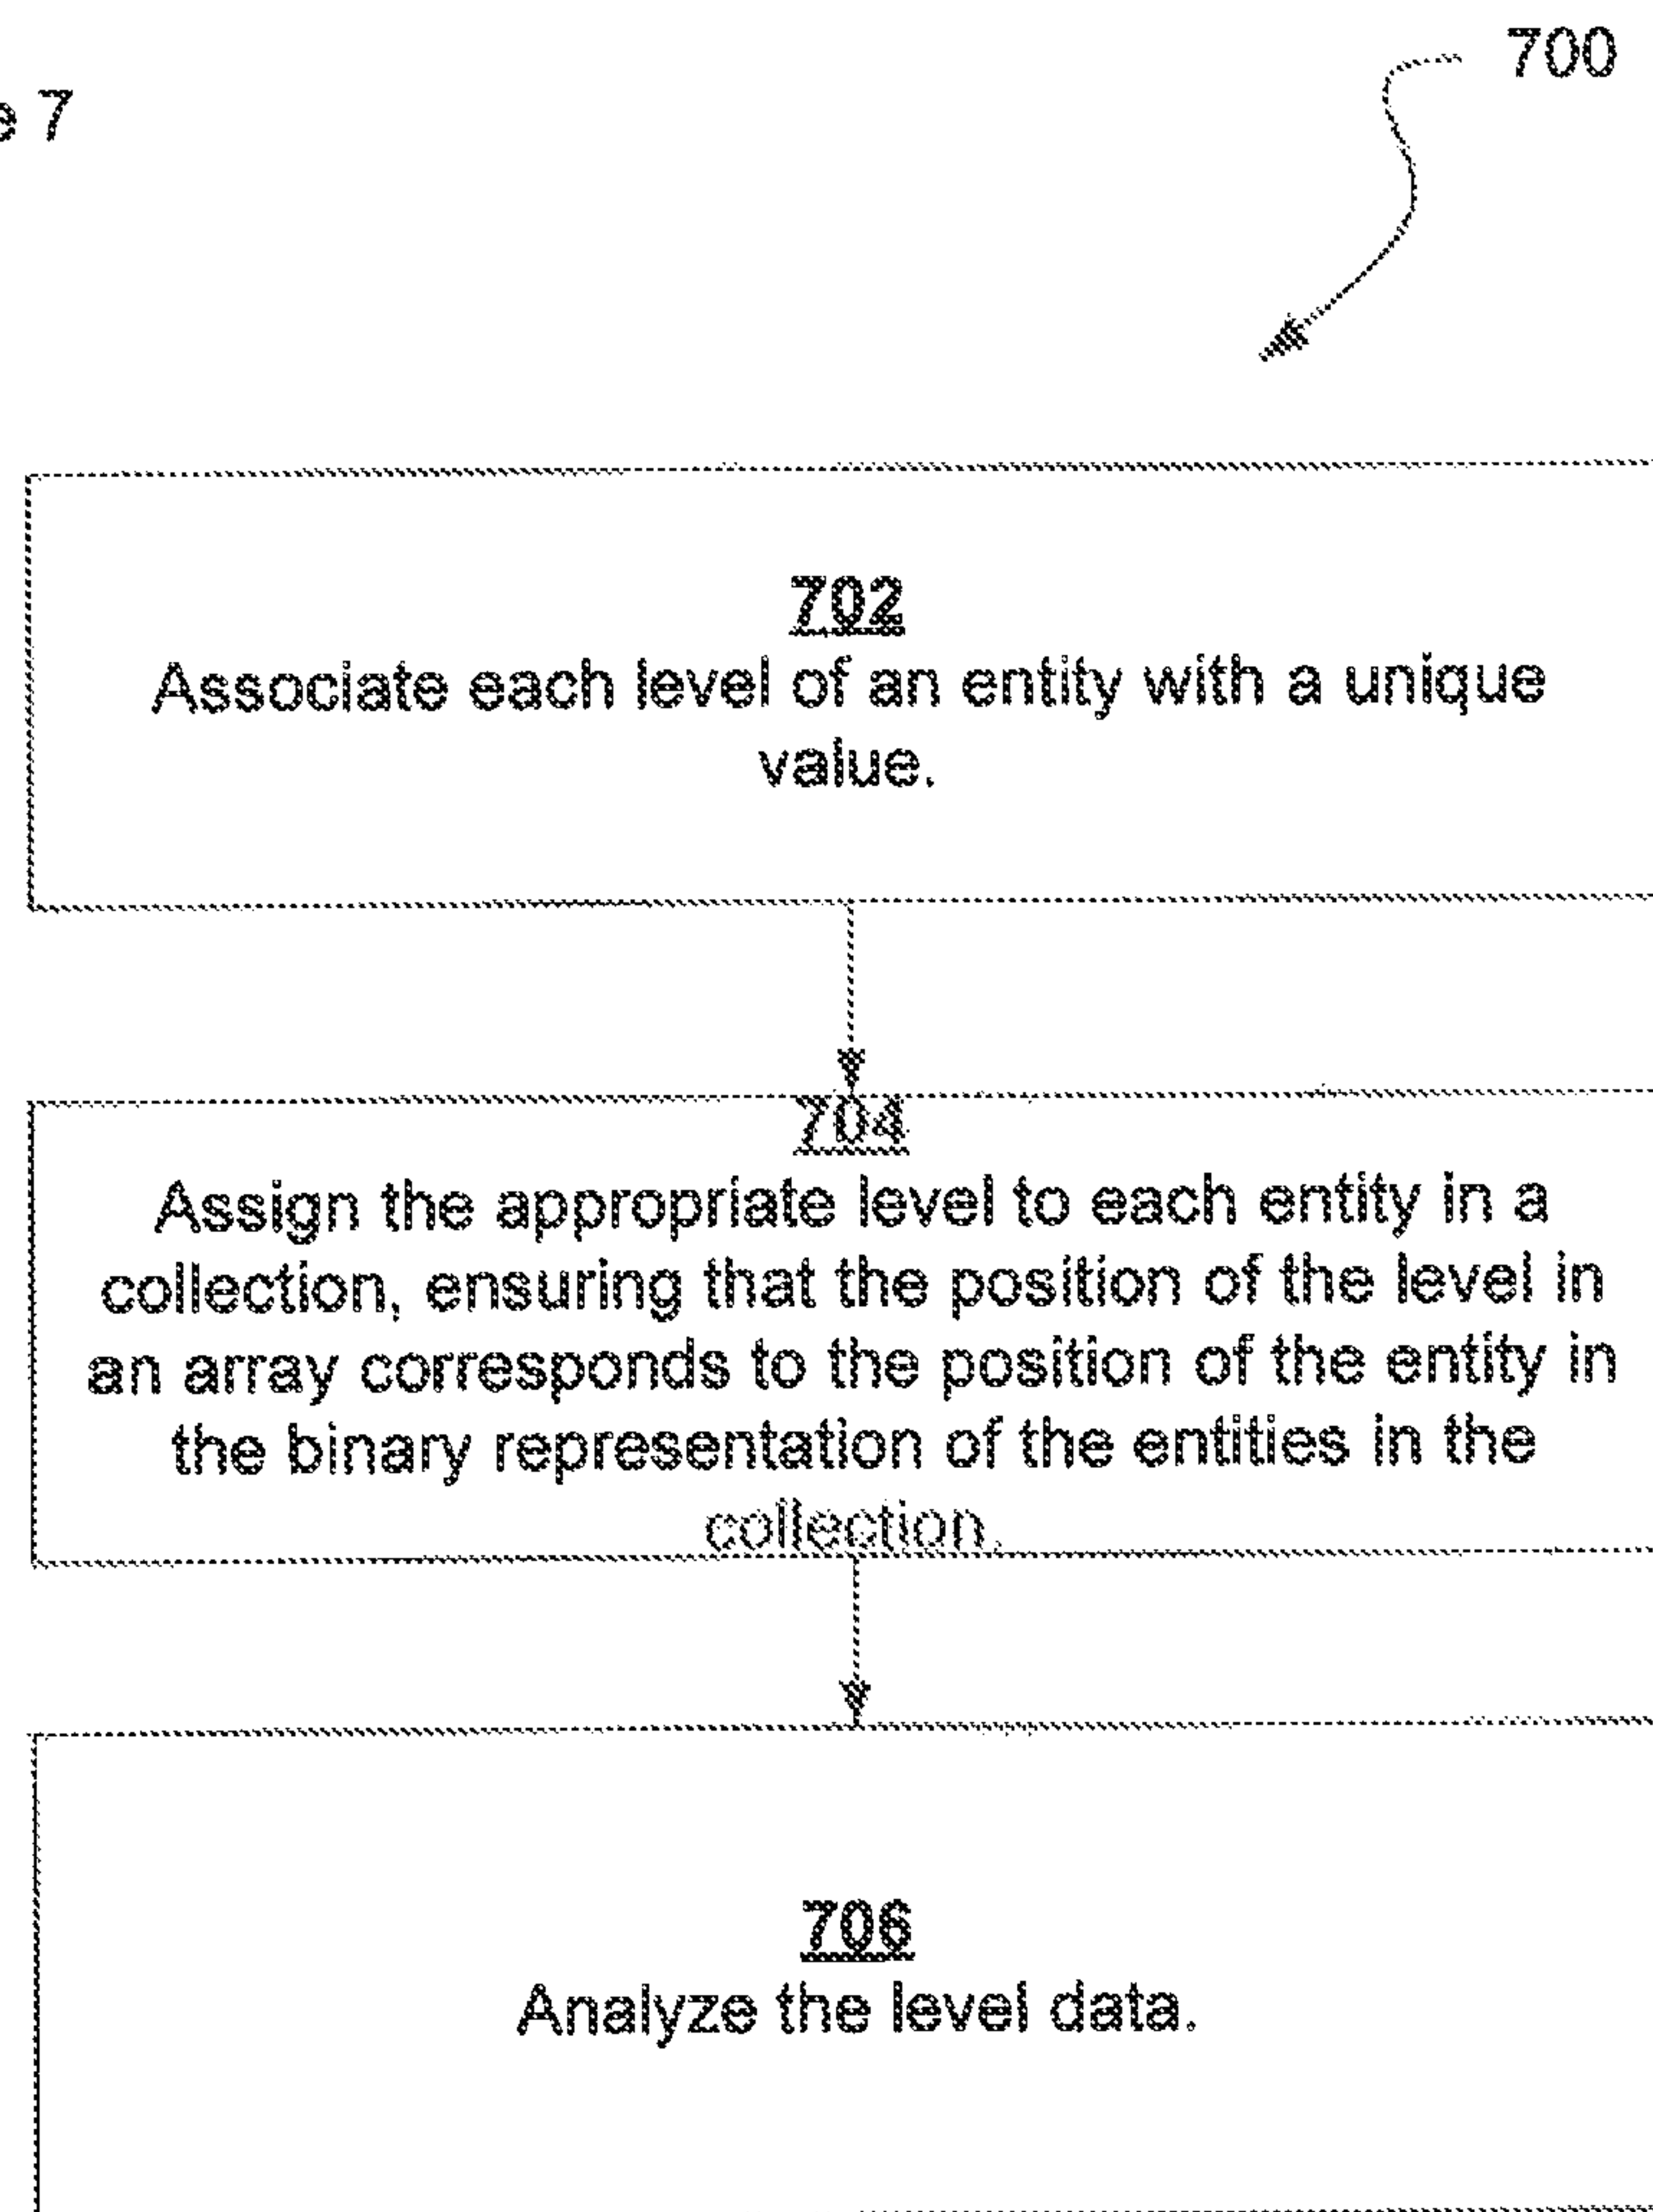 700
e 7
702
Associate each level of an entity with a unique
value.
704
Assign the appropriate level to each entity in a
collection, ensuring that the position of the level in
an array corresponds to the position of the entity in
the binary representation of the entities in the
collection.
706
Analyze the level data.